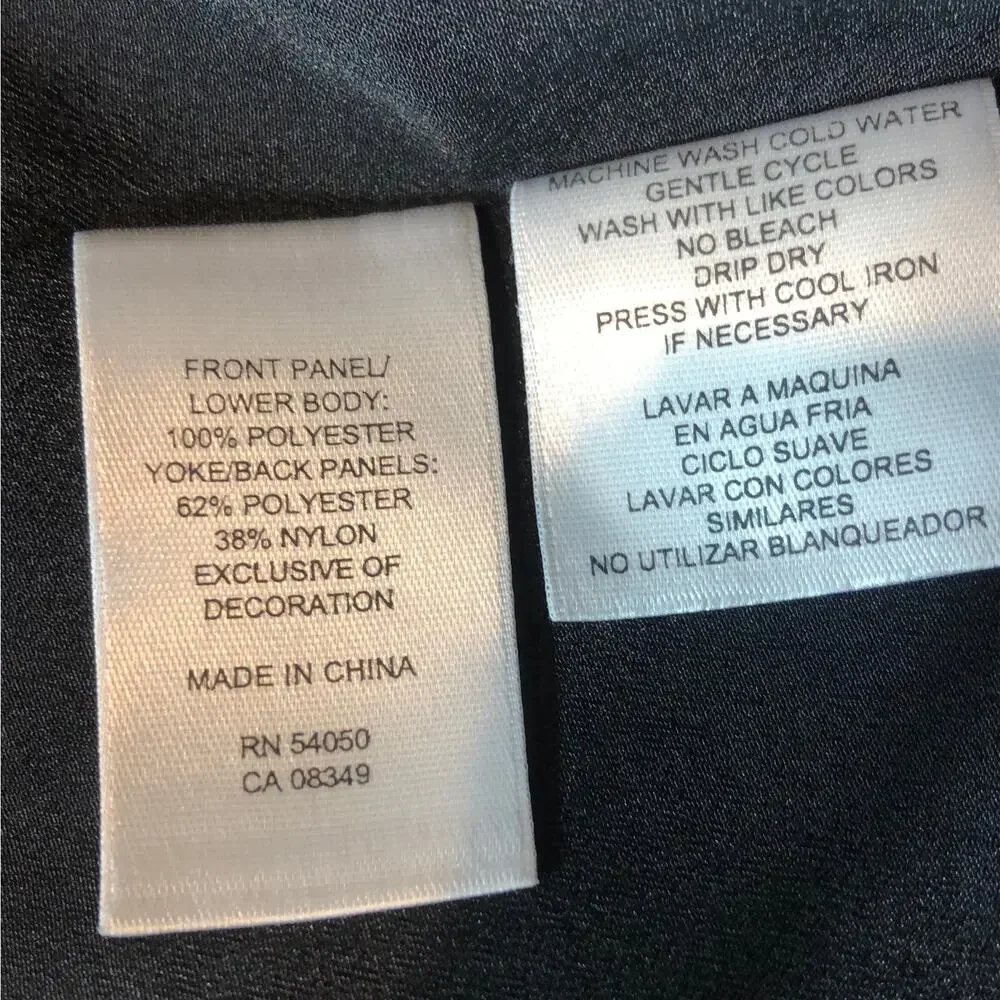 FRONT PANEL/
LOWER BODY:
100% POLYESTER
YOKE/BACK PANELS:
62% POLYESTER
38% NYLON
EXCLUSIVE OF
DECORATION
MADE IN CHINA
RN 54050
CA 08349
MACHINE WASH COLD WATER
GENTLE CYCLE
WASH WITH LIKE COLORS
NO BLEACH
DRIP DRY
PRESS WITH COOL IRON
IF NECESSARY
LAVAR A MAQUINA
EN AGUA FRIA
CICLO SUAVE
LAVAR CON COLORES
SIMILARES
NO UTILIZAR BLANQUEADOR